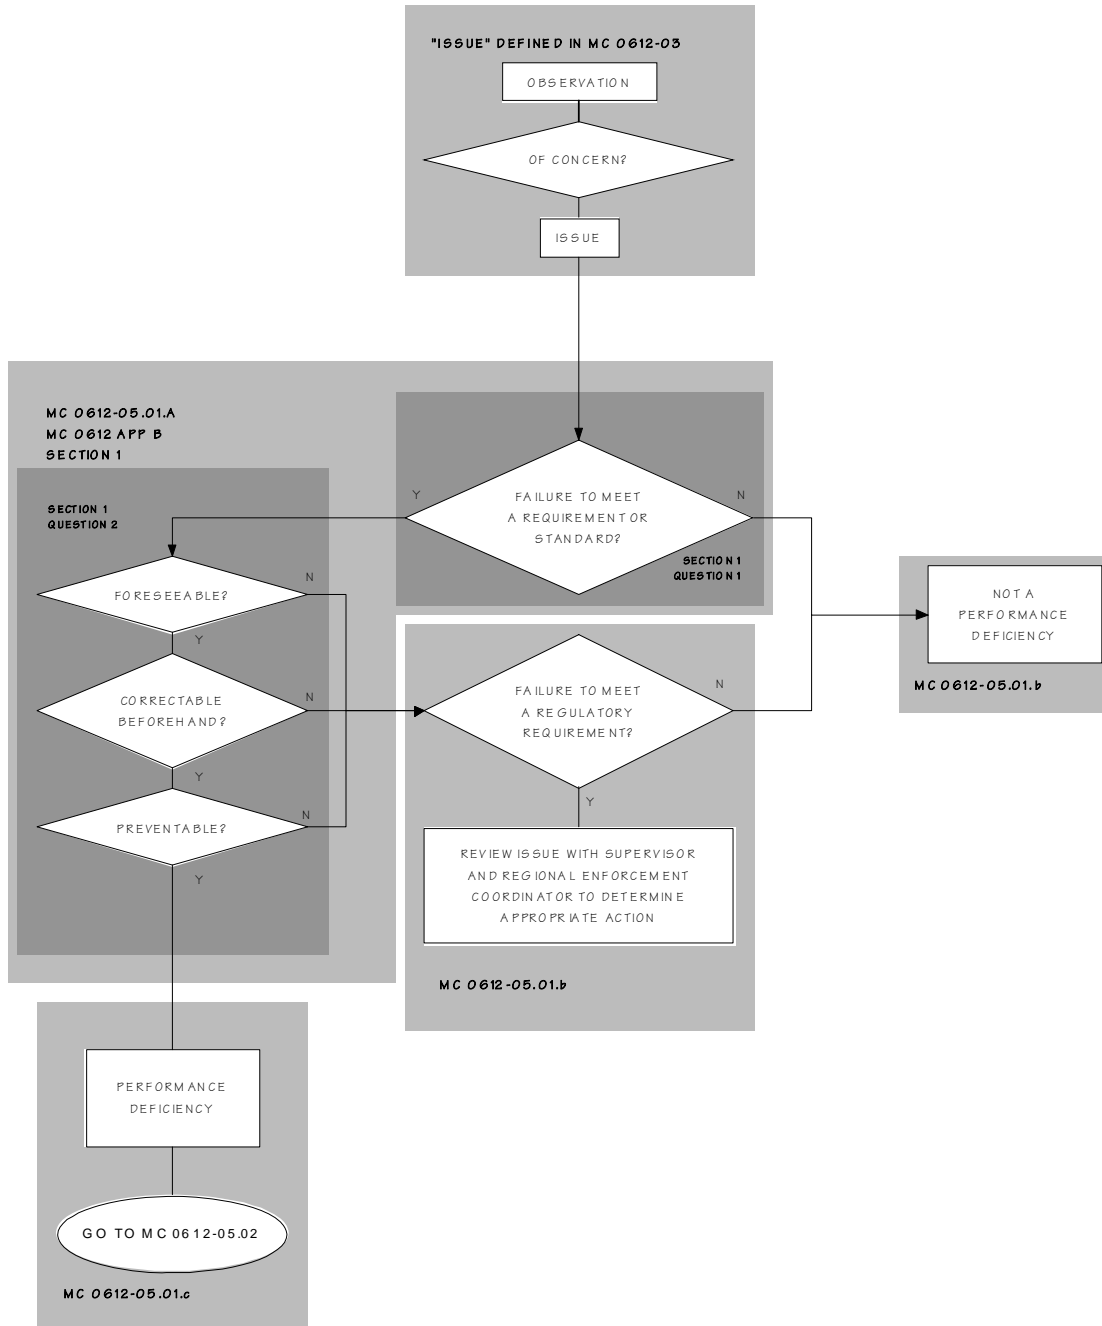 "ISSUE" DEFINED IN MC 0612-03
OBSERVATION
OF CONCERN?
ISSUE
MC 0612-05.01.A
MC 0612 APP B
SECTION 1
SECTION 1
QUESTION 2
Y
FAILURE TO MEET
A REQUIREMENT OR
STANDARD?
N
SECTION 1
QUESTION 1
FORESEEABLE?
N
Y
CORRECTABLE
BEFOREHAND?
N
Y
PREVENTABLE?
N
Y
FAILURE TO MEET
A REGULATORY
REQUIREMENT?
N
Y
REVIEW ISSUE WITH SUPERVISOR
AND REGIONAL ENFORCEMENT
COORDINATOR TO DETERMINE
APPROPRIATE ACTION
MC 0612-05.01.b
NOT A
PERFORMANCE
DEFICIENCY
MC 0612-05.01.b
PERFORMANCE
DEFICIENCY
GO TO MC 0612-05.02
MC 0612-05.01.c